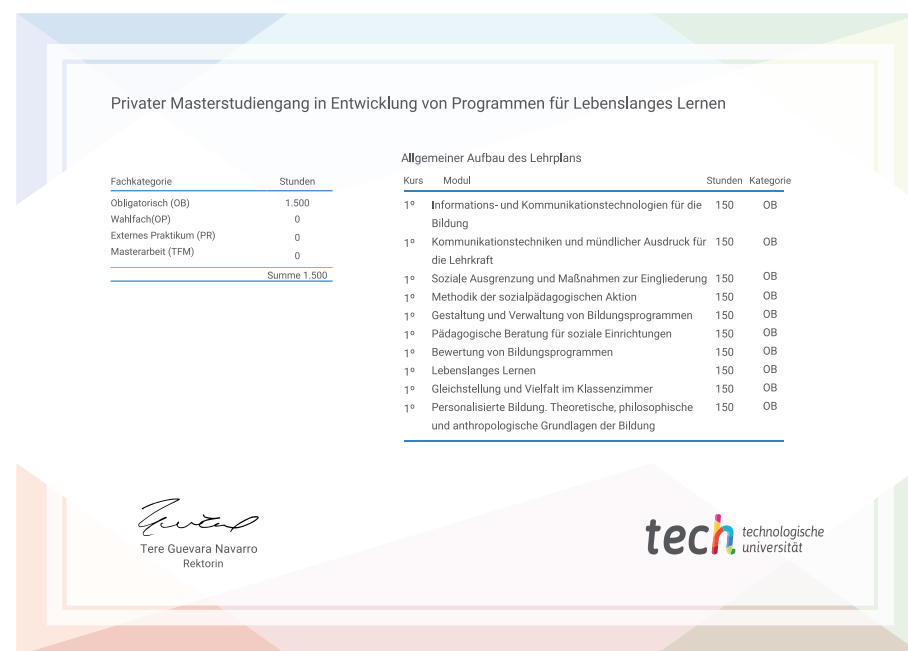 Privater Masterstudiengang in Entwicklung von Programmen für Lebenslanges Lernen
Fachkategorie Stunden
Obligatorisch (OB) 1.500
Wahlfach(OP) 0
Externes Praktikum (PR) 0
Masterarbeit (TFM) 0
Summe 1.500
Allgemeiner Aufbau des Lehrplans
Kurs Modul Stunden Kategorie
1º Informations- und Kommunikationstechnologien für die 150 OB
Bildung
1º Kommunikationstechniken und mündlicher Ausdruck für 150 OB
die Lehrkraft
1º Soziale Ausgrenzung und Maßnahmen zur Eingliederung 150 OB
1º Methodik der sozialpädagogischen Aktion 150 OB
1º Gestaltung und Verwaltung von Bildungsprogrammen 150 OB
1º Pädagogische Beratung für soziale Einrichtungen 150 OB
1º Bewertung von Bildungsprogrammen 150 OB
1º Lebenslanges Lernen 150 OB
1º Gleichstellung und Vielfalt im Klassenzimmer 150 OB
1º Personalisierte Bildung. Theoretische, philosophische 150 OB
und anthropologische Grundlagen der Bildung
Tere Guevara Navarro
Rektorin
tech technologische
universität